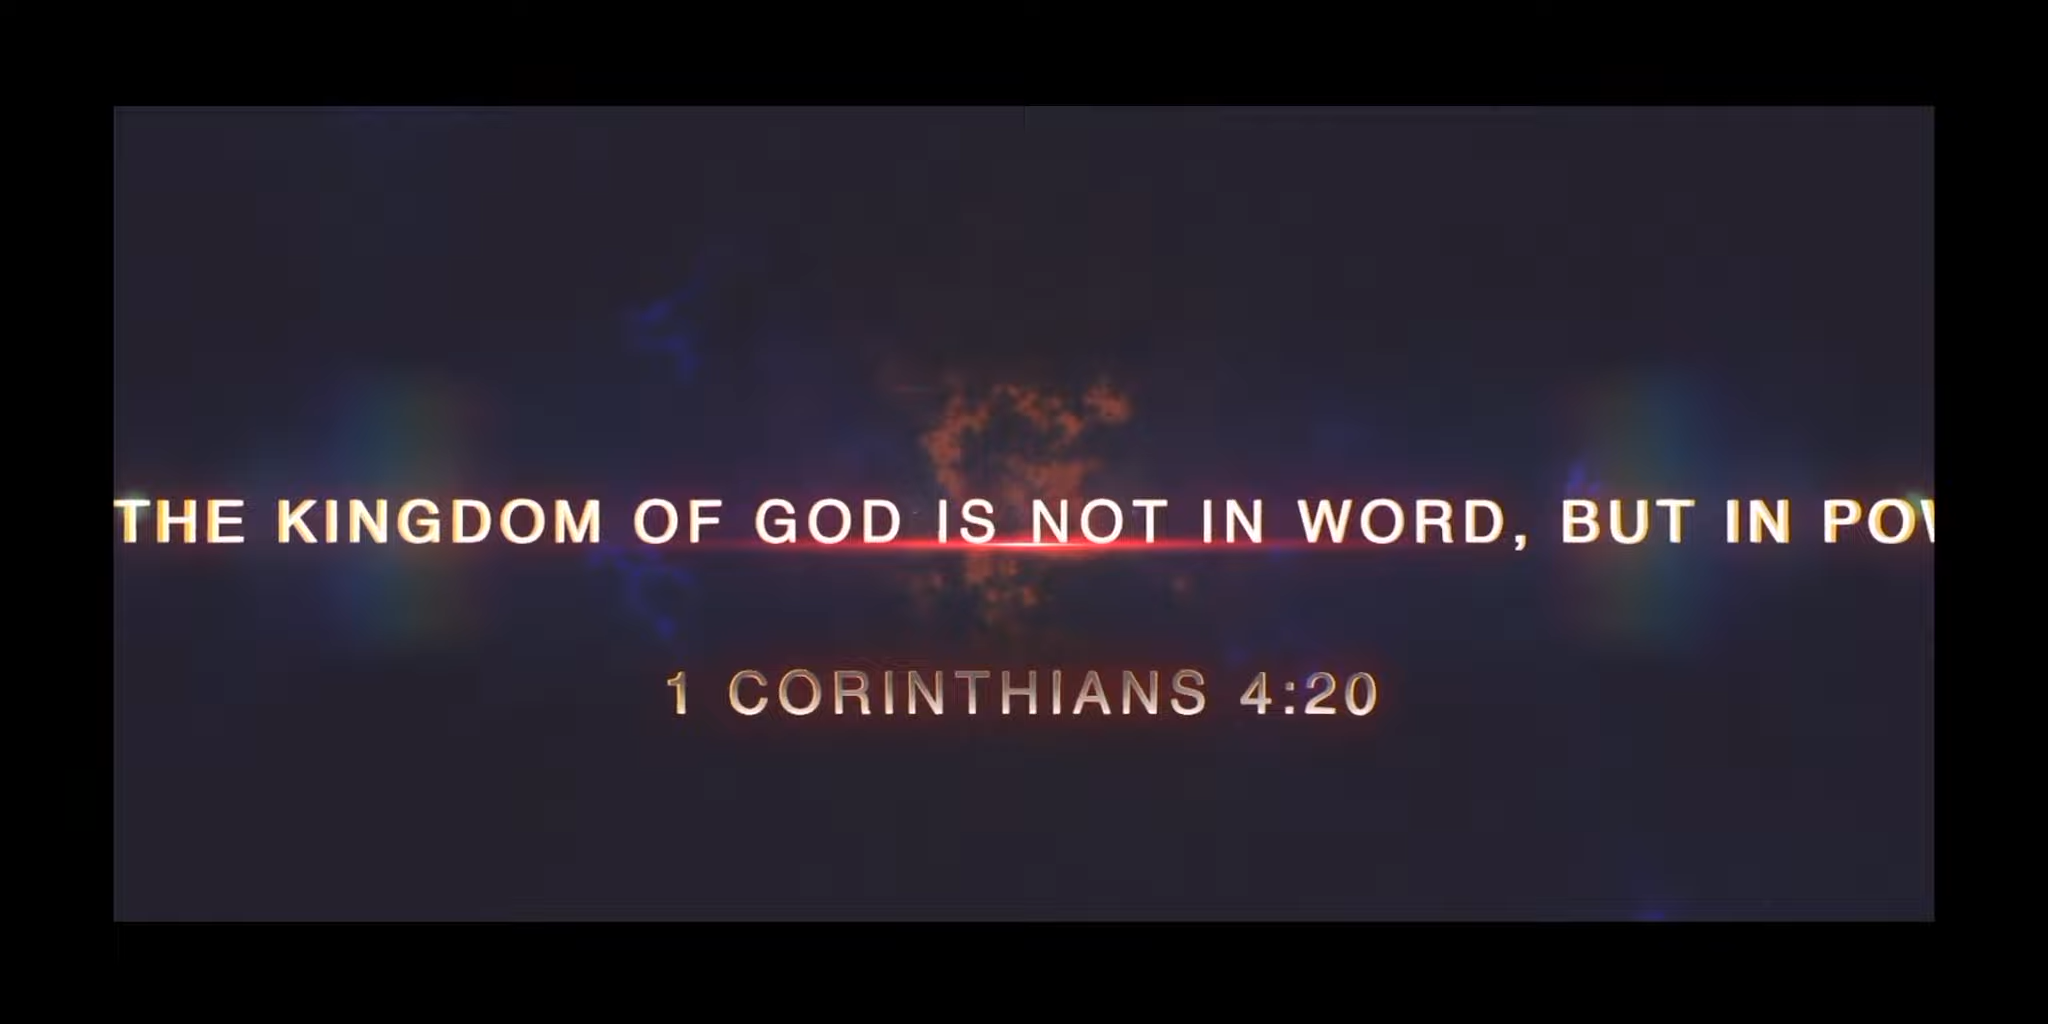 THE KINGDOM OF GOD IS NOT IN WORD, BUT IN
1 CORINTHIANS 4:20